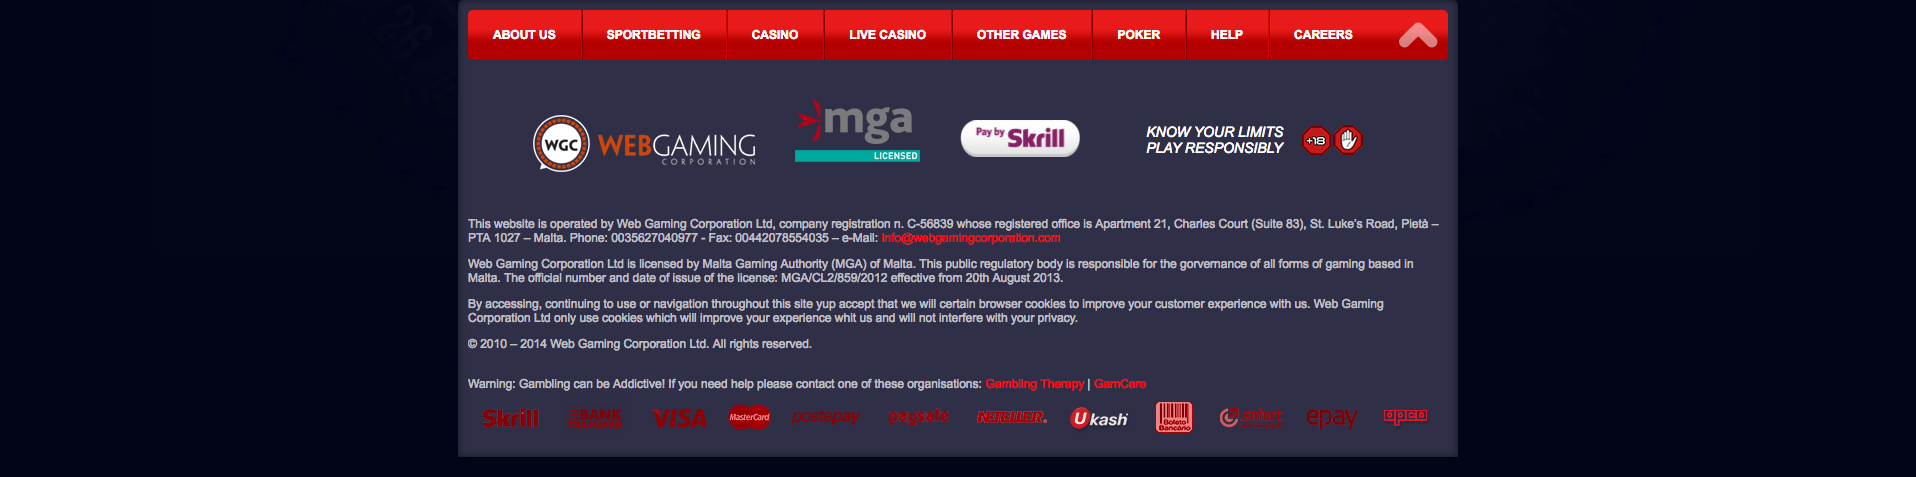 ABOUT US SPORTBETTING CASINO LIVE CASINO OTHER GAMES POKER HELP CAREERS
WGC WEBGAMING
CORPORATION
mga
LICENSED
Pay by Skrill
KNOW YOUR LIMITS
PLAY RESPONSIBLY
+18
This website is operated by Web Gaming Corporation Ltd, company registration n. C-56839 whose registered office is Apartment 21, Charles Court (Suite 83), St. Luke's Road, Pietà –
PTA 1027 – Malta. Phone: 0035627040977 - Fax: 00442078554035 – e-Mail: info@webgamingcorporation.com
Web Gaming Corporation Ltd is licensed by Malta Gaming Authority (MGA) of Malta. This public regulatory body is responsible for the gorvernance of all forms of gaming based in
Malta. The official number and date of issue of the license: MGA/CL2/859/2012 effective from 20th August 2013.
By accessing, continuing to use or navigation throughout this site yup accept that we will certain browser cookies to improve your customer experience with us. Web Gaming
Corporation Ltd only use cookies which will improve your experience whit us and will not interfere with your privacy.
© 2010 – 2014 Web Gaming Corporation Ltd. All rights reserved.
Warning: Gambling can be Addictive! If you need help please contact one of these organisations: Gambling Therapy | GamCare
Skrill BANK TRANSFER VISA MasterCard postepay paysafe NETELLER Ukash Boleto Bancário epay